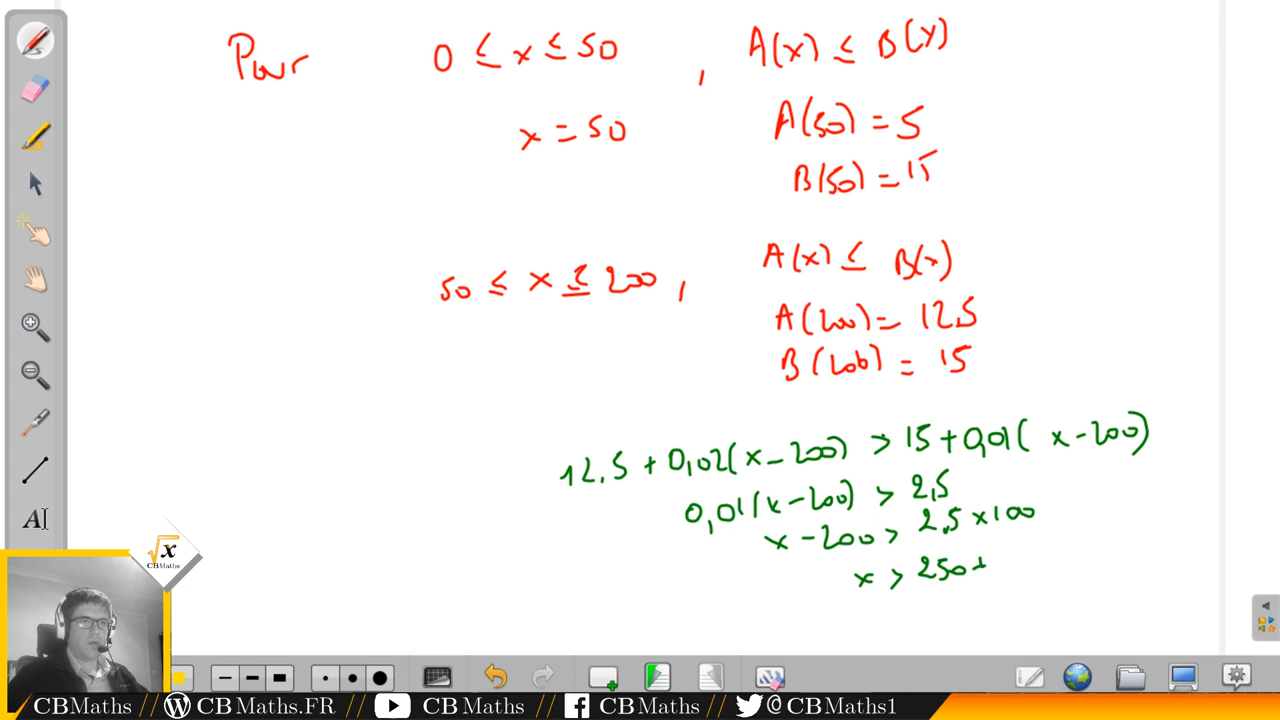 Pour 0 ≤ x ≤ 50 , A(x) ≤ B(x)
x = 50 A(50) = 5
B(50) = 15
50 ≤ x ≤ 200 , A(x) ≤ B(x)
A(200) = 12.5
B(200) = 15
12.5 + 0,02(x - 200) > 15 + 0,01(x - 200)
0,01(x - 200) > 2,5
x - 200 > 2,5 × 100
x > 250 +
AI
√x
CBMaths
CBMaths CBMaths.FR CB Maths CBMaths @CBMaths1